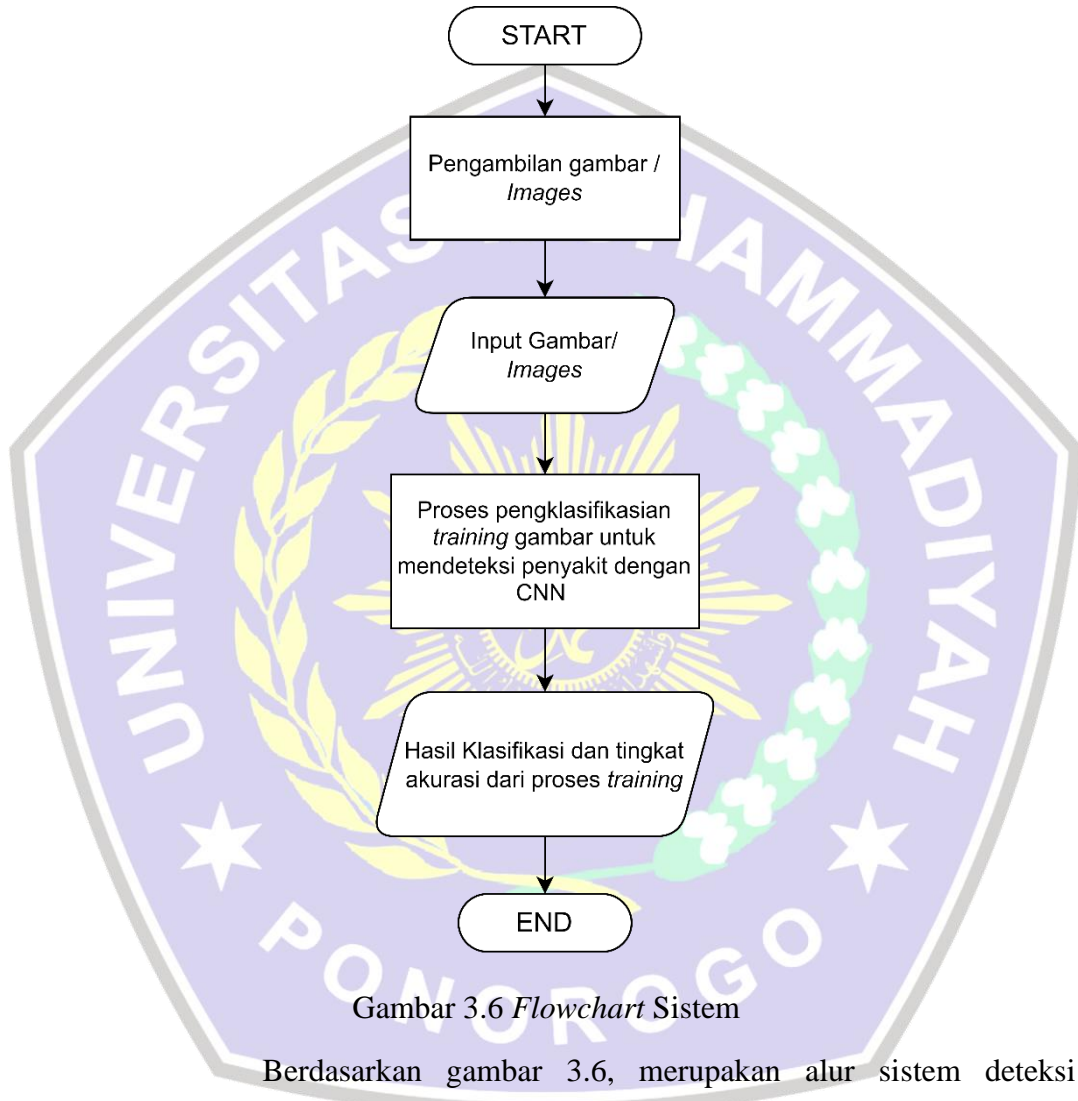 START
Pengambilan gambar /
Images
Input Gambar/
Images
Proses pengklasifikasian
training gambar untuk
mendeteksi penyakit dengan
CNN
Hasil Klasifikasi dan tingkat
akurasi dari proses training
END
Gambar 3.6 Flowchart Sistem
Berdasarkan gambar 3.6, merupakan alur sistem deteksi
UNIVERSITAS MUHAMMADIYAH
PONOROGO